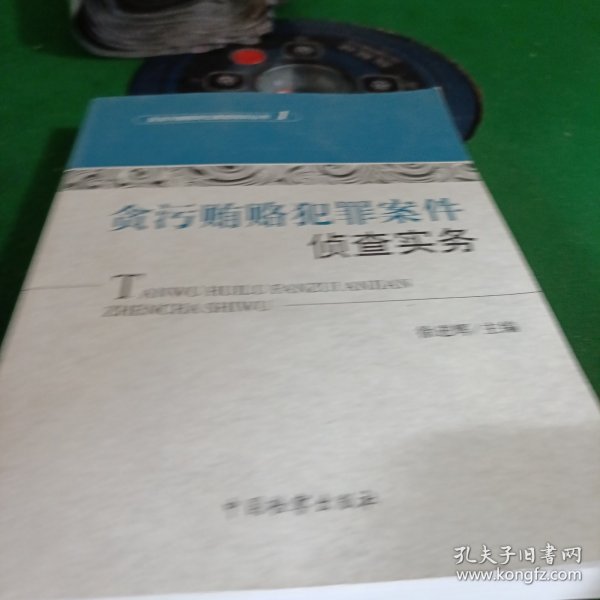 1
贪污贿赂犯罪案件
侦查实务
TANWU HUILU FANZUI ANJIAN
ZHENCHA SHIWU
主编
中国检察出版社
孔夫子旧书网
www.kongfz.com